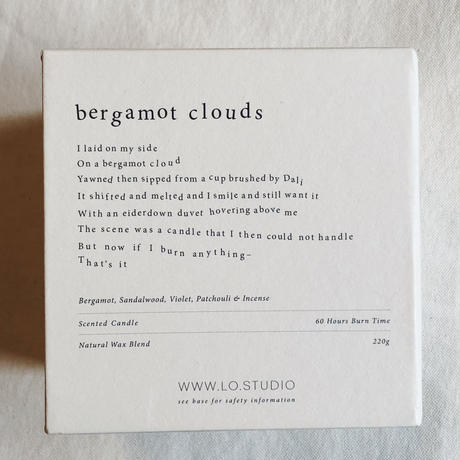 bergamot clouds
I laid on my side
On a bergamot cloud
Yawned then sipped from a cup brushed by Dali
It shifted and melted and I smile and still want it
With an eiderdown duvet hovering above me
The scene was a candle that I then could not handle
But now if I burn anything–
That's it
Bergamot, Sandalwood, Violet, Patchouli & Incense
Scented Candle 60 Hours Burn Time
Natural Wax Blend 220g
WWW.LO.STUDIO
see base for safety information